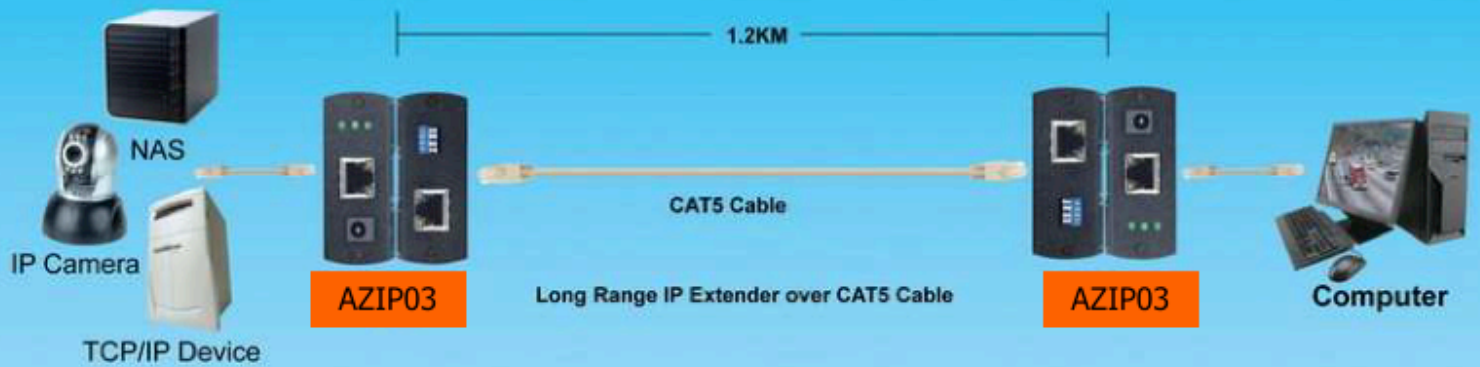 1.2KM
NAS
IP Camera
TCP/IP Device
AZIP03
CAT5 Cable
Long Range IP Extender over CAT5 Cable
AZIP03
Computer